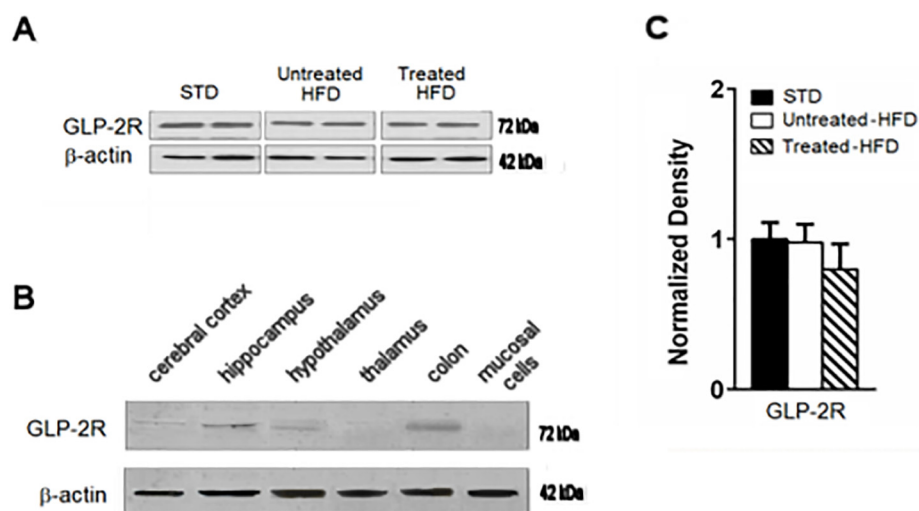 A
STD
Untreated
HFD
Treated
HFD
GLP-2R
72 kDa
β-actin
42 kDa
B
cerebral cortex
hippocampus
hypothalamus
thalamus
colon
mucosal
cells
GLP-2R
72 kDa
β-actin
42 kDa
C
STD
Untreated-HFD
Treated-HFD
Normalized Density
2
1
0
GLP-2R